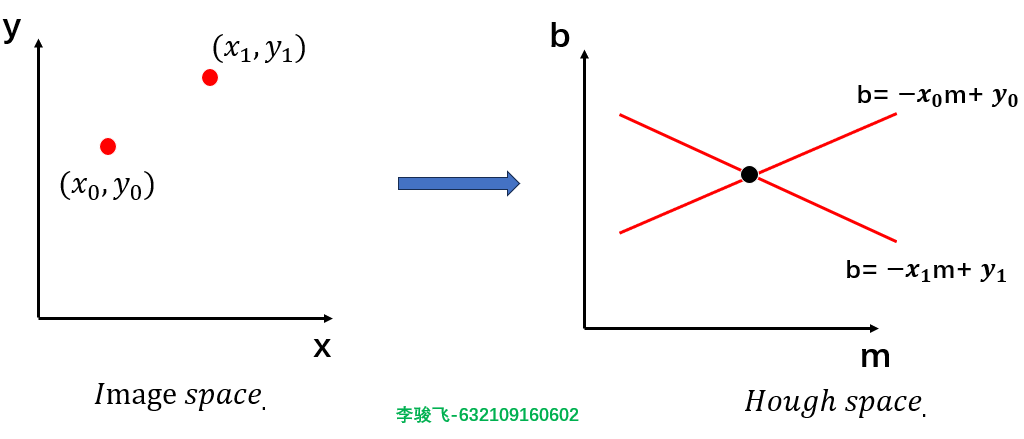 y
(x₁, y₁)
(x₀, y₀)
x
Image space.
b
b= −x₀m+ y₀
b= −x₁m+ y₁
m
Hough space.
李骏飞-632109160602